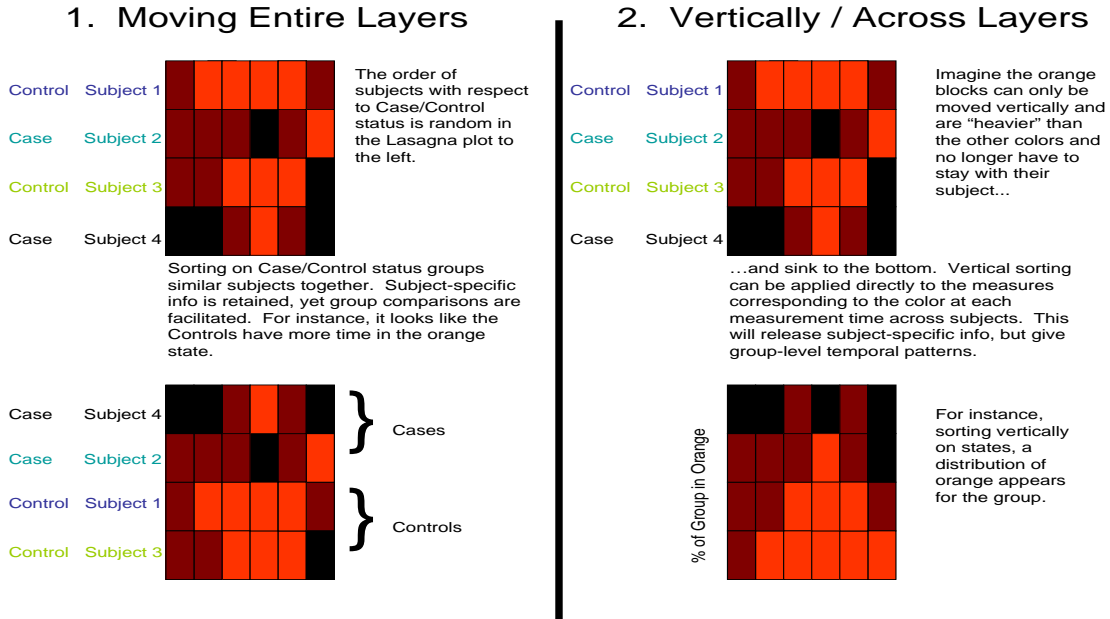 1. Moving Entire Layers
Control Subject 1
Case Subject 2
Control Subject 3
Case Subject 4
The order of
subjects with respect
to Case/Control
status is random in
the Lasagna plot to
the left.
Sorting on Case/Control status groups
similar subjects together. Subject-specific
info is retained, yet group comparisons are
facilitated. For instance, it looks like the
Controls have more time in the orange
state.
Case Subject 4
Case Subject 2
Control Subject 1
Control Subject 3
} Cases
} Controls
2. Vertically / Across Layers
Control Subject 1
Case Subject 2
Control Subject 3
Case Subject 4
Imagine the orange
blocks can only be
moved vertically and
are “heavier” than
the other colors and
no longer have to
stay with their
subject...
…and sink to the bottom. Vertical sorting
can be applied directly to the measures
corresponding to the color at each
measurement time across subjects. This
will release subject-specific info, but give
group-level temporal patterns.
% of Group in Orange
For instance,
sorting vertically
on states, a
distribution of
orange appears
for the group.